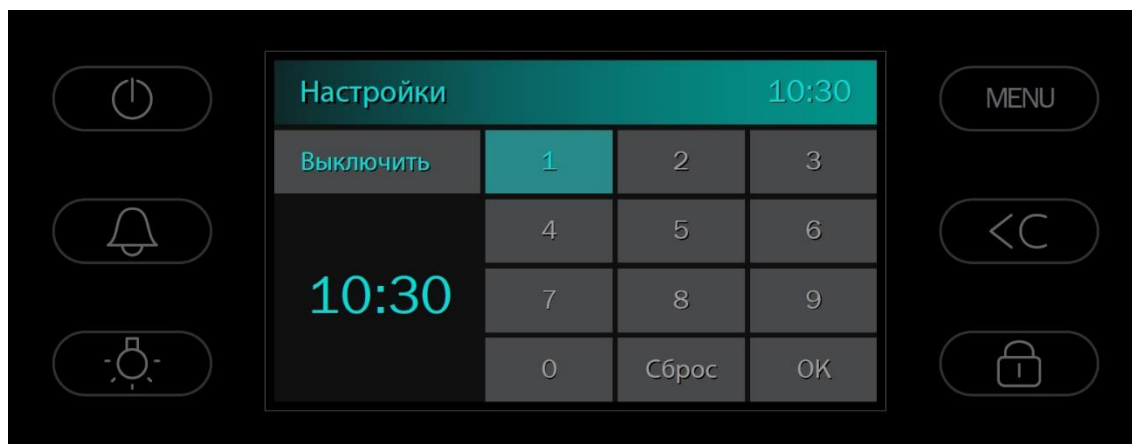 Настройки 10:30 MENU
Выключить 1 2 3
4 5 6 <C
10:30 7 8 9
0 Сброс OK